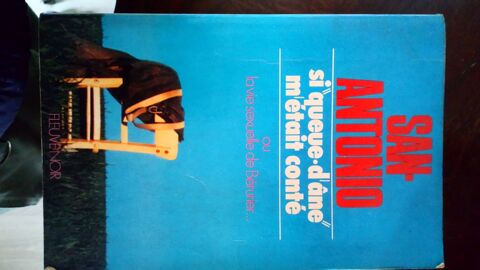 SAN-
ANTONIO
si "queue-d'âne"
m'était conté
ou
la vie sexuelle de Bérurier...
FLEUVE NOIR